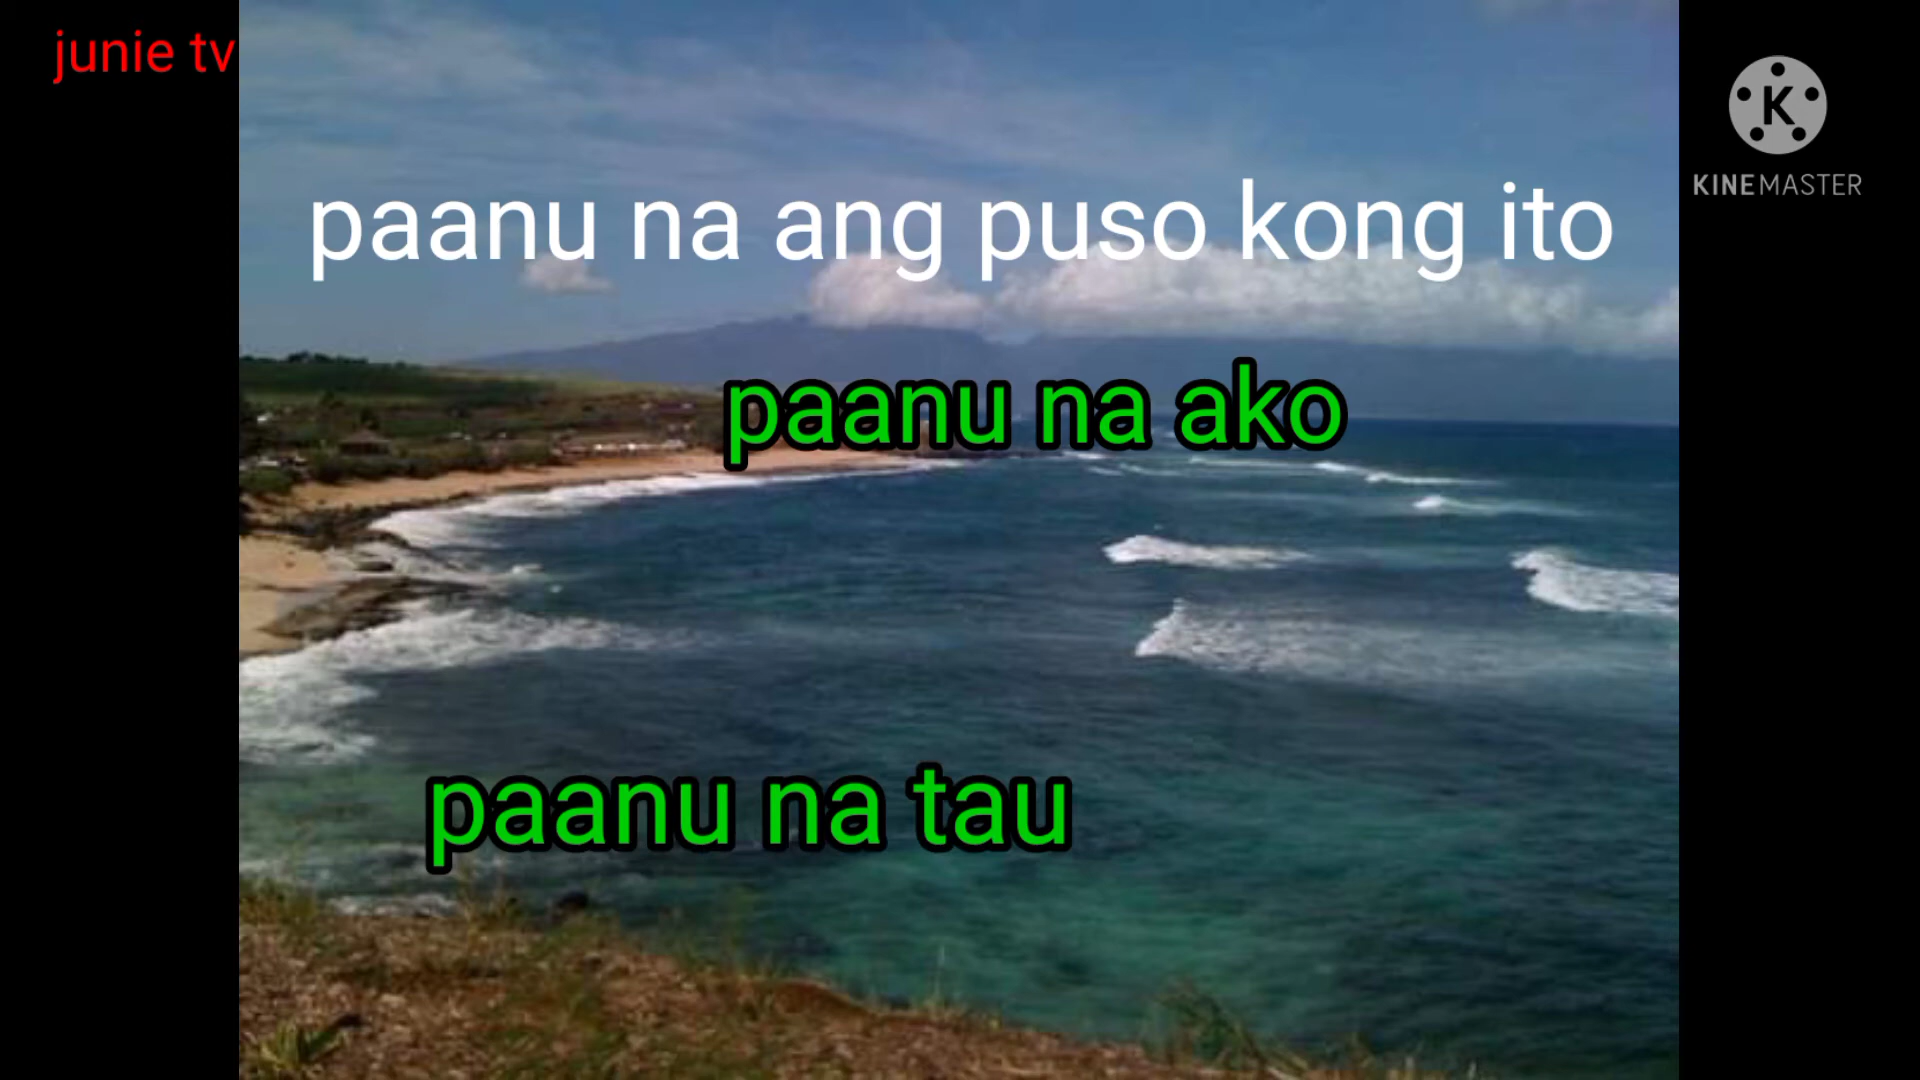 junie tv
KINEMASTER
paanu na ang puso kong ito
paanu na ako
paanu na tau